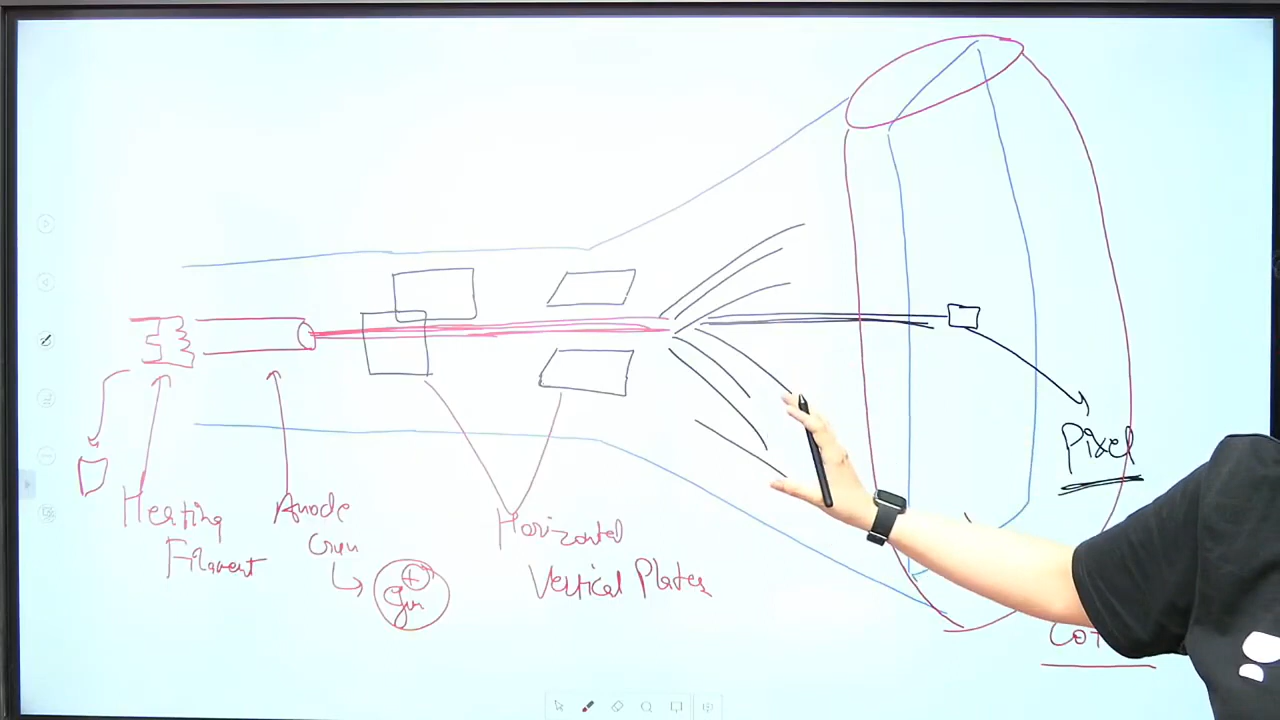 Pixel
Heating
Filament
Anode
Gun
+
Gun
Horizontal
Vertical Plates